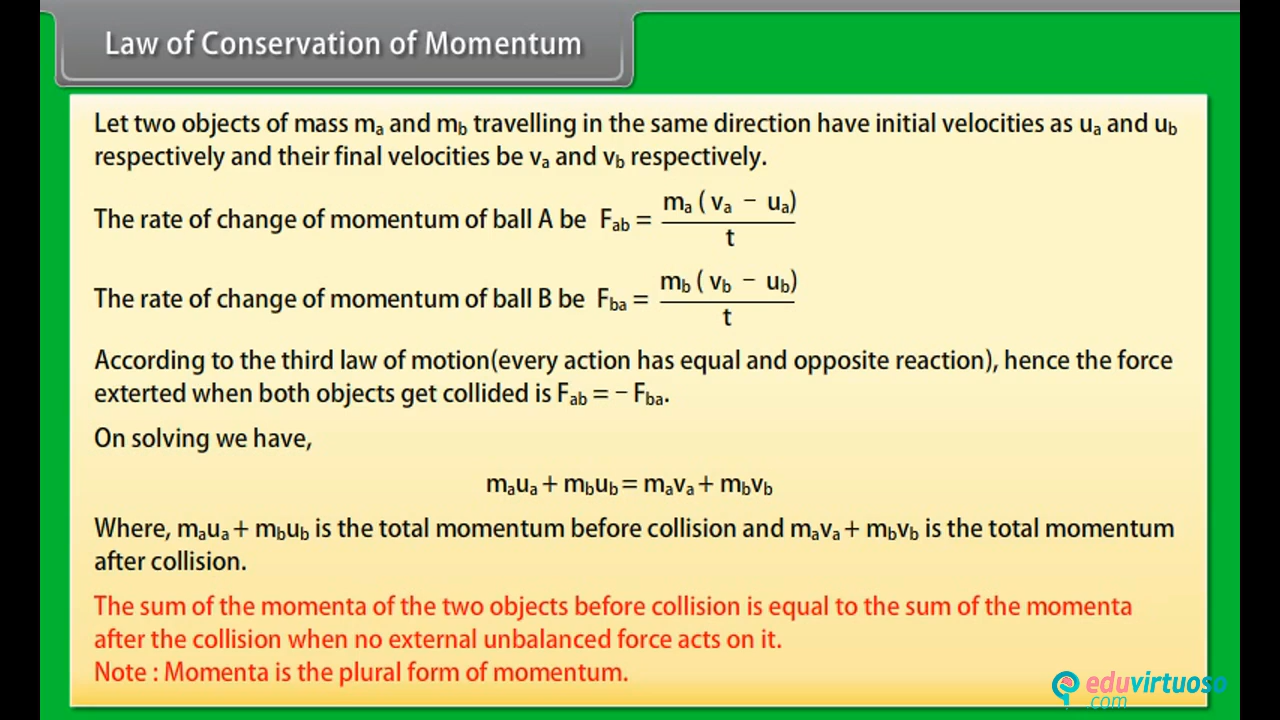 Law of Conservation of Momentum
Let two objects of mass mₐ and m_b travelling in the same direction have initial velocities as uₐ and u_b
respectively and their final velocities be vₐ and v_b respectively.
The rate of change of momentum of ball A be F_ab = mₐ ( vₐ − uₐ) / t
The rate of change of momentum of ball B be F_ba = m_b ( v_b − u_b) / t
According to the third law of motion(every action has equal and opposite reaction), hence the force
exterted when both objects get collided is F_ab = − F_ba.
On solving we have,
mₐuₐ + m_bu_b = mₐvₐ + m_bv_b
Where, mₐuₐ + m_bu_b is the total momentum before collision and mₐvₐ + m_bv_b is the total momentum
after collision.
The sum of the momenta of the two objects before collision is equal to the sum of the momenta
after the collision when no external unbalanced force acts on it.
Note : Momenta is the plural form of momentum.
eduvirtuoso
.com